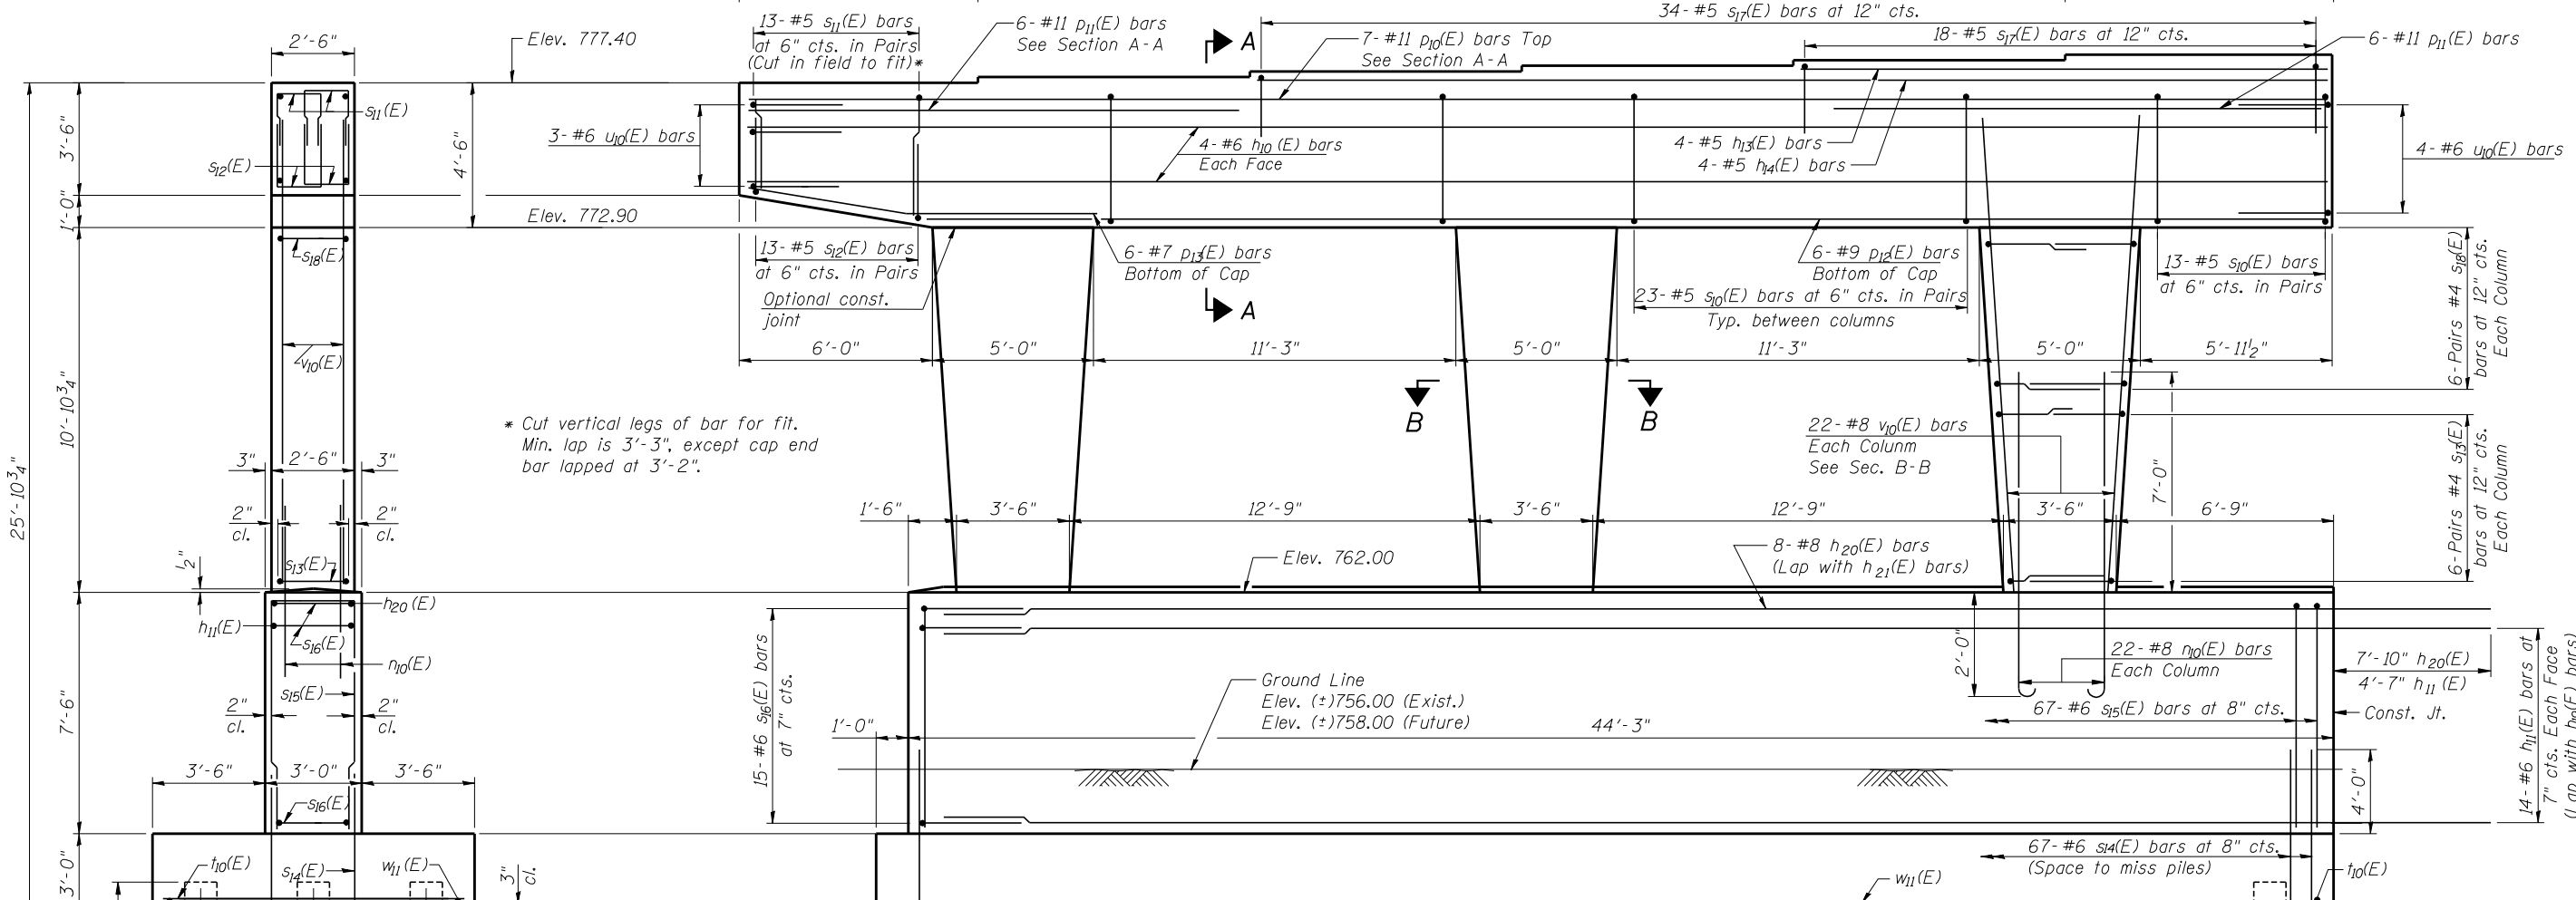 13-#5 s11(E) bars
at 6" cts. in Pairs
(Cut in field to fit)*
6-#11 p11(E) bars
See Section A-A
A
34-#5 s17(E) bars at 12" cts.
7-#11 p10(E) bars Top
See Section A-A
18-#5 s17(E) bars at 12" cts.
6-#11 p11(E) bars
2'-6"
Elev. 777.40
s11(E)
s12(E)
3'-6"
1'-0"
4'-6"
3-#6 u10(E) bars
4-#6 h10(E) bars
Each Face
4-#5 h13(E) bars
4-#5 h14(E) bars
4-#6 u10(E) bars
Elev. 772.90
s18(E)
13-#5 s12(E) bars
at 6" cts. in Pairs
Optional const.
joint
6-#7 p13(E) bars
Bottom of Cap
A
6-#9 p12(E) bars
Bottom of Cap
23-#5 s10(E) bars at 6" cts. in Pairs
Typ. between columns
13-#5 s10(E) bars
at 6" cts. in Pairs
6-Pairs #4 s18(E)
bars at 12" cts.
Each Column
v10(E)
10'-10 3/4"
25'-10 3/4"
6'-0"
5'-0"
11'-3"
5'-0"
11'-3"
5'-0"
5'-11 1/2"
B
B
* Cut vertical legs of bar for fit.
Min. lap is 3'-3", except cap end
bar lapped at 3'-2".
22-#8 v10(E) bars
Each Colunm
See Sec. B-B
7'-0"
6-Pairs #4 s13(E)
bars at 12" cts.
Each Column
3"
2'-6"
3"
2"
cl.
2"
cl.
1'-6"
3'-6"
12'-9"
3'-6"
12'-9"
3'-6"
6'-9"
1/2"
s13(E)
Elev. 762.00
8-#8 h20(E) bars
(Lap with h21(E) bars)
h20(E)
h11(E)
s16(E)
n10(E)
s15(E)
2"
cl.
2"
cl.
7'-6"
15-#6 s16(E) bars
at 7" cts.
Ground Line
Elev. (±)756.00 (Exist.)
Elev. (±)758.00 (Future)
2'-0"
22-#8 n10(E) bars
Each Column
7'-10" h20(E)
4'-7" h11(E)
67-#6 s15(E) bars at 8" cts.
Const. Jt.
14-#6 h11(E) bars at
7" cts. Each Face
1'-0"
44'-3"
3'-6"
3'-0"
3'-6"
s16(E)
4'-0"
3'-0"
t10(E)
s14(E)
w11(E)
3"
cl.
67-#6 s14(E) bars at 8" cts.
(Space to miss piles)
w11(E)
t10(E)